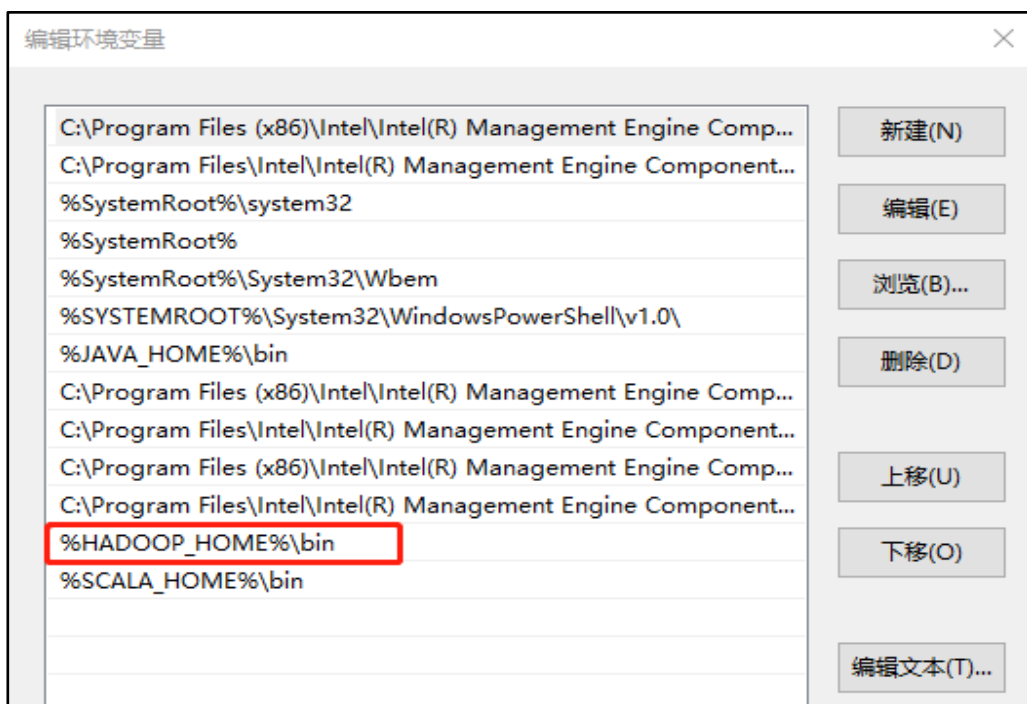 编辑环境变量
C:\Program Files (x86)\Intel\Intel(R) Management Engine Comp...
C:\Program Files\Intel\Intel(R) Management Engine Component...
%SystemRoot%\system32
%SystemRoot%
%SystemRoot%\System32\Wbem
%SYSTEMROOT%\System32\WindowsPowerShell\v1.0\
%JAVA_HOME%\bin
C:\Program Files (x86)\Intel\Intel(R) Management Engine Comp...
C:\Program Files\Intel\Intel(R) Management Engine Component...
C:\Program Files (x86)\Intel\Intel(R) Management Engine Comp...
C:\Program Files\Intel\Intel(R) Management Engine Component...
%HADOOP_HOME%\bin
%SCALA_HOME%\bin
新建(N)
编辑(E)
浏览(B)...
删除(D)
上移(U)
下移(O)
编辑文本(T)...